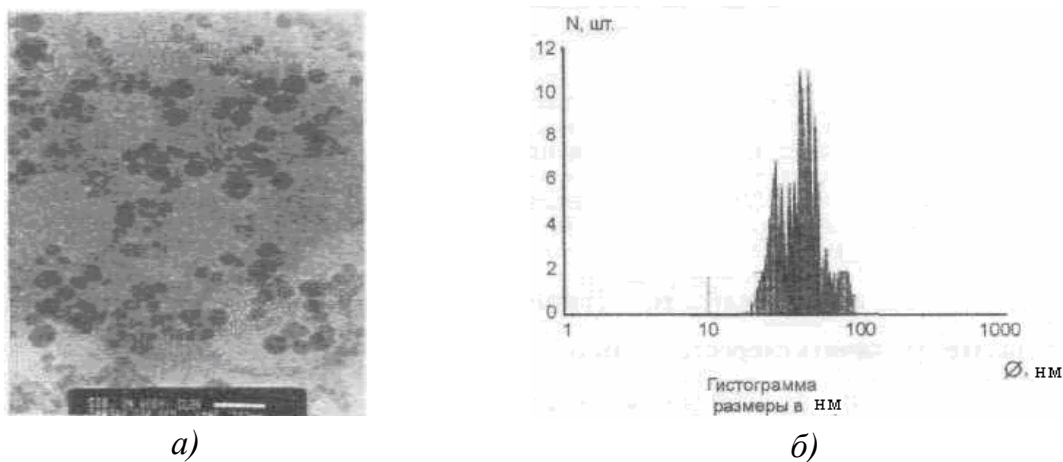 N, шт.
12
10
8
6
4
2
0
1 10 100 1000
Ø, нм
Гистограмма
размеры в нм
а)
б)